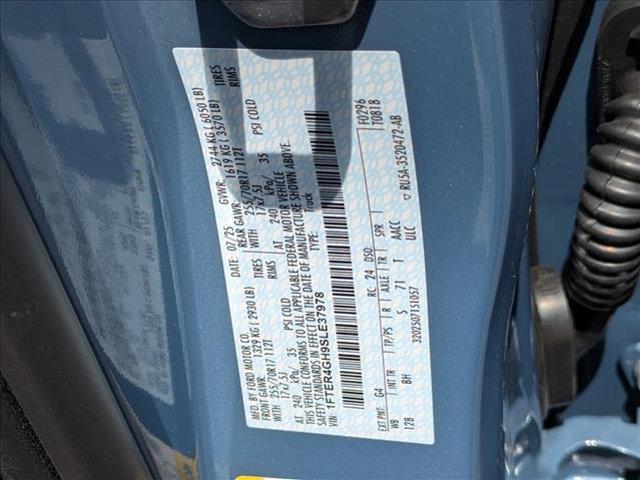 MFD. BY FORD MOTOR CO.
DATE: 07/25 GVWR: 2744 KG ( 6050 LB)
FRONT GAWR: 1329 KG ( 2930 LB) REAR GAWR: 1619 KG ( 3570 LB)
WITH 255/70R17 112T TIRES WITH 255/70R17 112T TIRES
17x7.5J RIMS 17x7.5J RIMS
AT 240 kPa/ 35 PSI COLD AT 240 kPa/ 35 PSI COLD
THIS VEHICLE CONFORMS TO ALL APPLICABLE FEDERAL MOTOR VEHICLE
SAFETY STANDARDS IN EFFECT ON THE DATE OF MANUFACTURE SHOWN ABOVE.
VIN: 1FTER4GH9SLE37978
TYPE: Truck
F0296
T0818
EXT PNT: G4 RC: 24 DSO:
WB INT TR TP/PS R AXLE TR SPR
128 BH S 71 T AACC
ULC
3202507151057
RU5A-3520472-AB